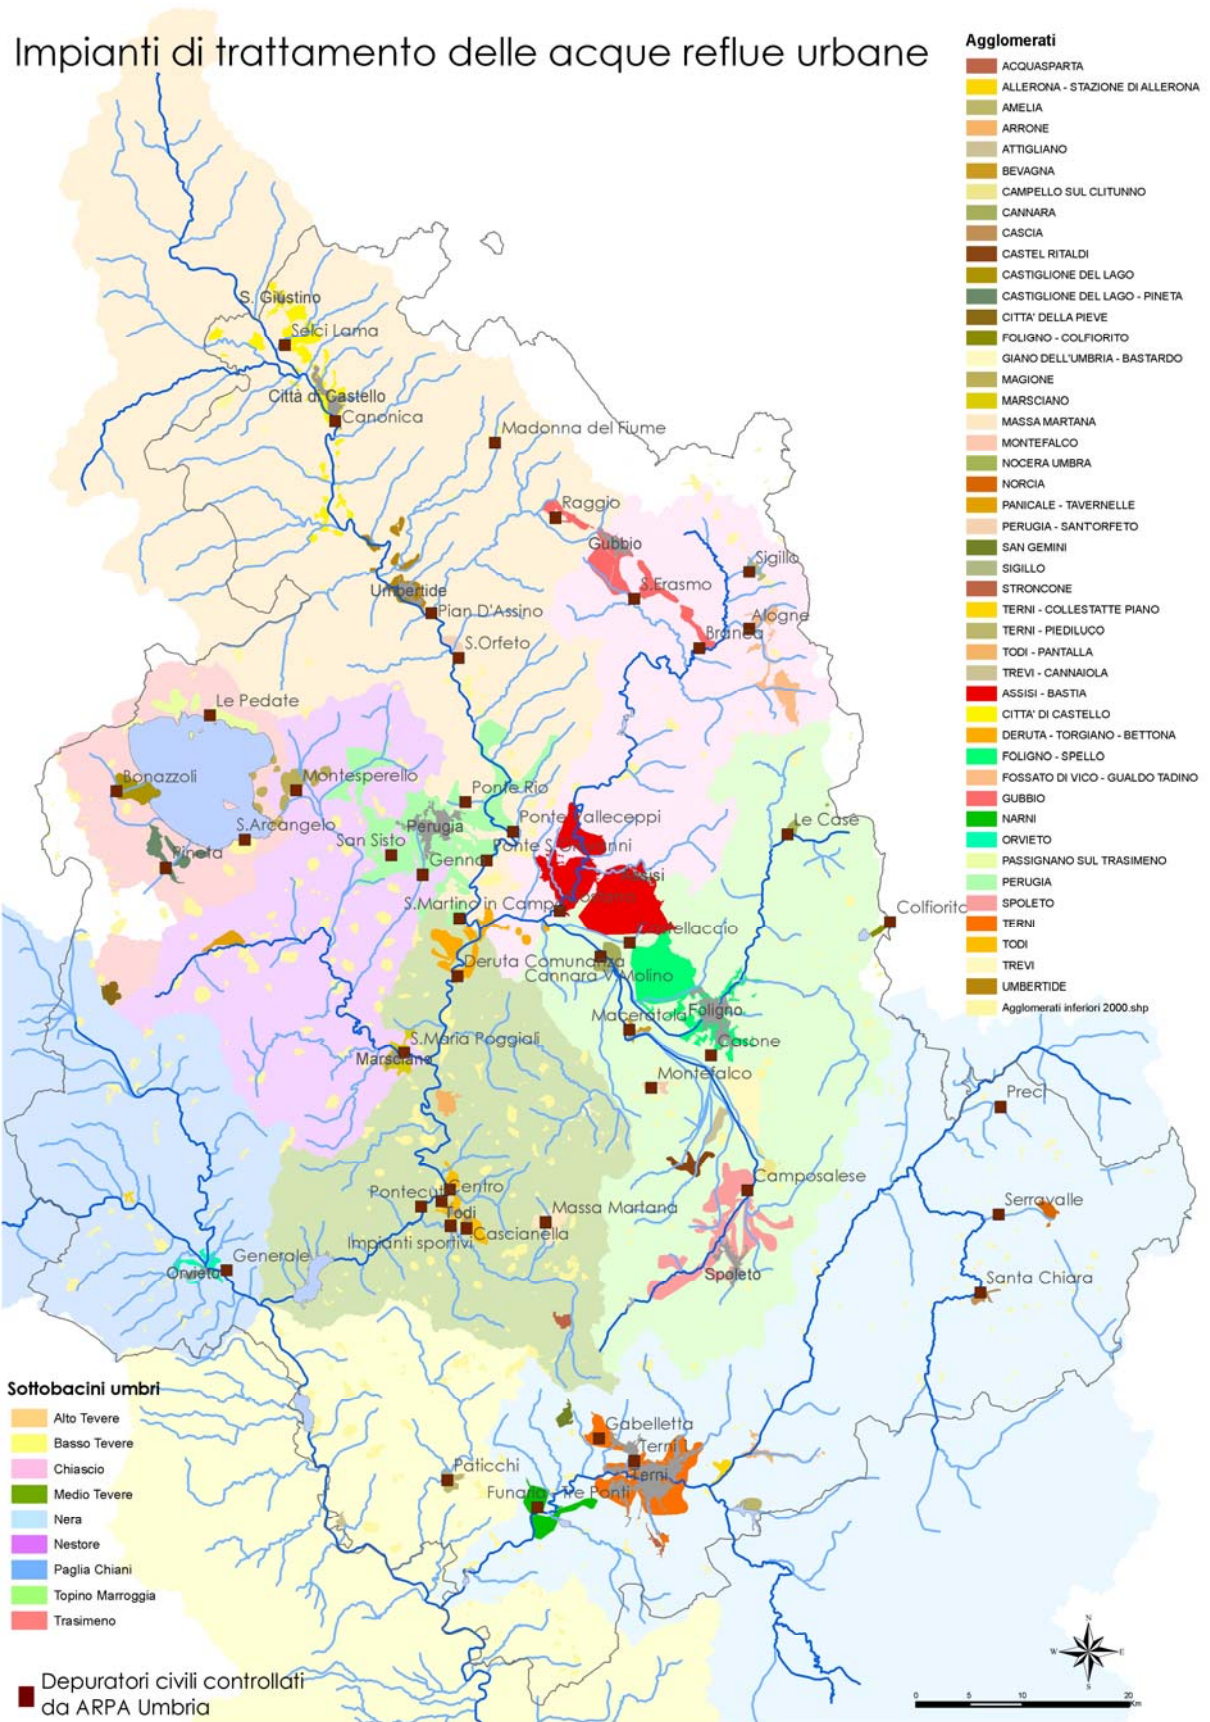 Impianti di trattamento delle acque reflue urbane
Agglomerati
ACQUASPARTA
ALLERONA - STAZIONE DI ALLERONA
AMELIA
ARRONE
ATTIGLIANO
BEVAGNA
CAMPELLO SUL CLITUNNO
CANNARA
CASCIA
CASTEL RITALDI
CASTIGLIONE DEL LAGO
CASTIGLIONE DEL LAGO - PINETA
CITTA' DELLA PIEVE
FOLIGNO - COLFIORITO
GIANO DELL'UMBRIA - BASTARDO
MAGIONE
MARSCIANO
MASSA MARTANA
MONTEFALCO
NOCERA UMBRA
NORCIA
PANICALE - TAVERNELLE
PERUGIA - SANT'ORFETO
SAN GEMINI
SIGILLO
STRONCONE
TERNI - COLLESTATTE PIANO
TERNI - PIEDILUCO
TODI - PANTALLA
TREVI - CANNAIOLA
ASSISI - BASTIA
CITTA' DI CASTELLO
DERUTA - TORGIANO - BETTONA
FOLIGNO - SPELLO
FOSSATO DI VICO - GUALDO TADINO
GUBBIO
NARNI
ORVIETO
PASSIGNANO SUL TRASIMENO
PERUGIA
SPOLETO
TERNI
TODI
TREVI
UMBERTIDE
Agglomerati inferiori 2000.shp
S. Giustino
Selci Lama
Città di Castello
Canonica
Madonna del Fiume
Raggio
Gubbio
Sigillo
S.Erasmo
Umbertide
Pian D'Assino
Alogne
Branca
S.Orfeto
Le Pedate
Bonazzoli
Montesperello
Ponte Rio
S.Arcangelo
Perugia
Ponte Valleceppi
Le Case
San Sisto
Pineta
Genna
Ponte S.Giovanni
Assisi
S.Martino in Campo
Colfiorito
Deruta Comunanza
Cannara V.Molino
Maceratola
Foligno
S.Maria Poggiali
Casone
Marsciano
Montefalco
Preci
Pontecuti
Centro
Camposalese
Todi
Massa Martana
Serravalle
Cascianella
Impianti sportivi
Generale
Orvieto
Spoleto
Santa Chiara
Gabelletta
Terni
Terni
Paticchi
Funaria
Tre Ponti
Sottobacini umbri
Alto Tevere
Basso Tevere
Chiascio
Medio Tevere
Nera
Nestore
Paglia Chiani
Topino Marroggia
Trasimeno
Depuratori civili controllati
da ARPA Umbria
N
W E
S
0 5 10 20
Km